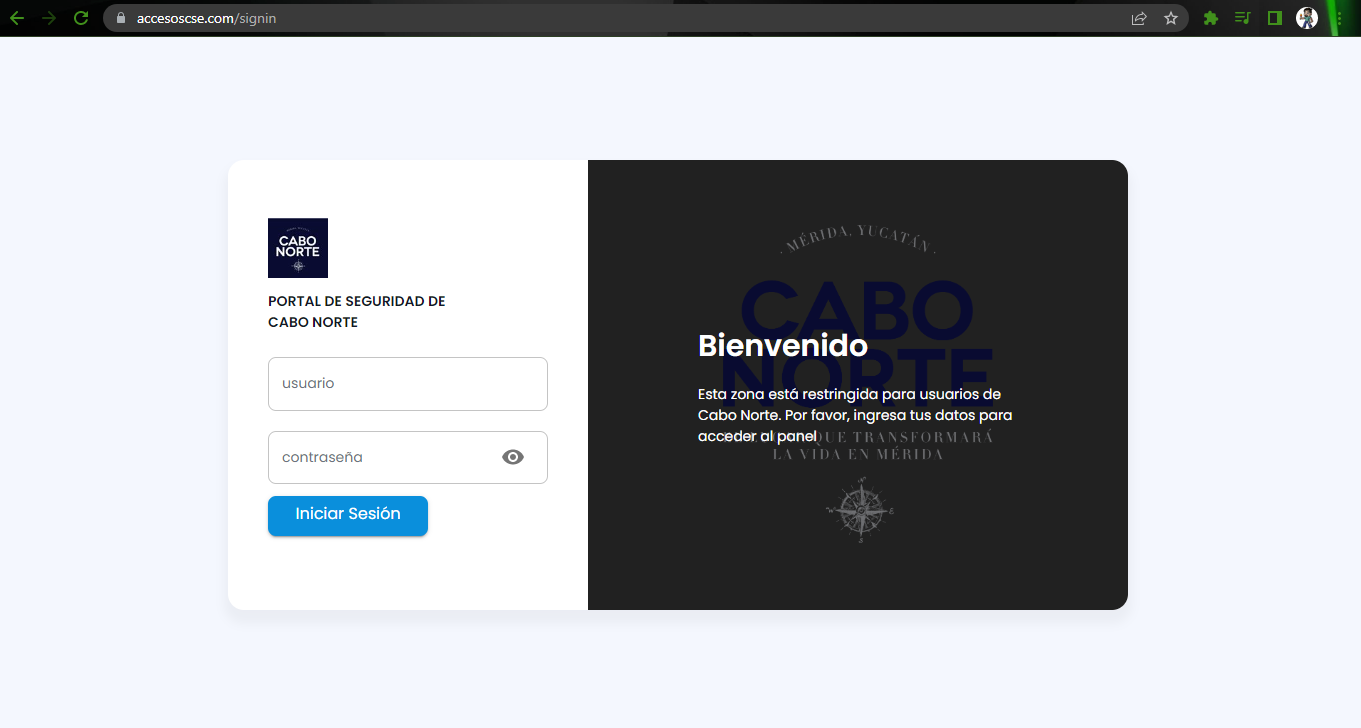 accesoscse.com/signin
CABO
NORTE
PORTAL DE SEGURIDAD DE
CABO NORTE
usuario
contraseña
Iniciar Sesión
· MÉRIDA, YUCATÁN ·
CABO
NORTE
Bienvenido
Esta zona está restringida para usuarios de
Cabo Norte. Por favor, ingresa tus datos para
acceder al panel
QUE TRANSFORMARÁ
LA VIDA EN MÉRIDA
N
W E
S